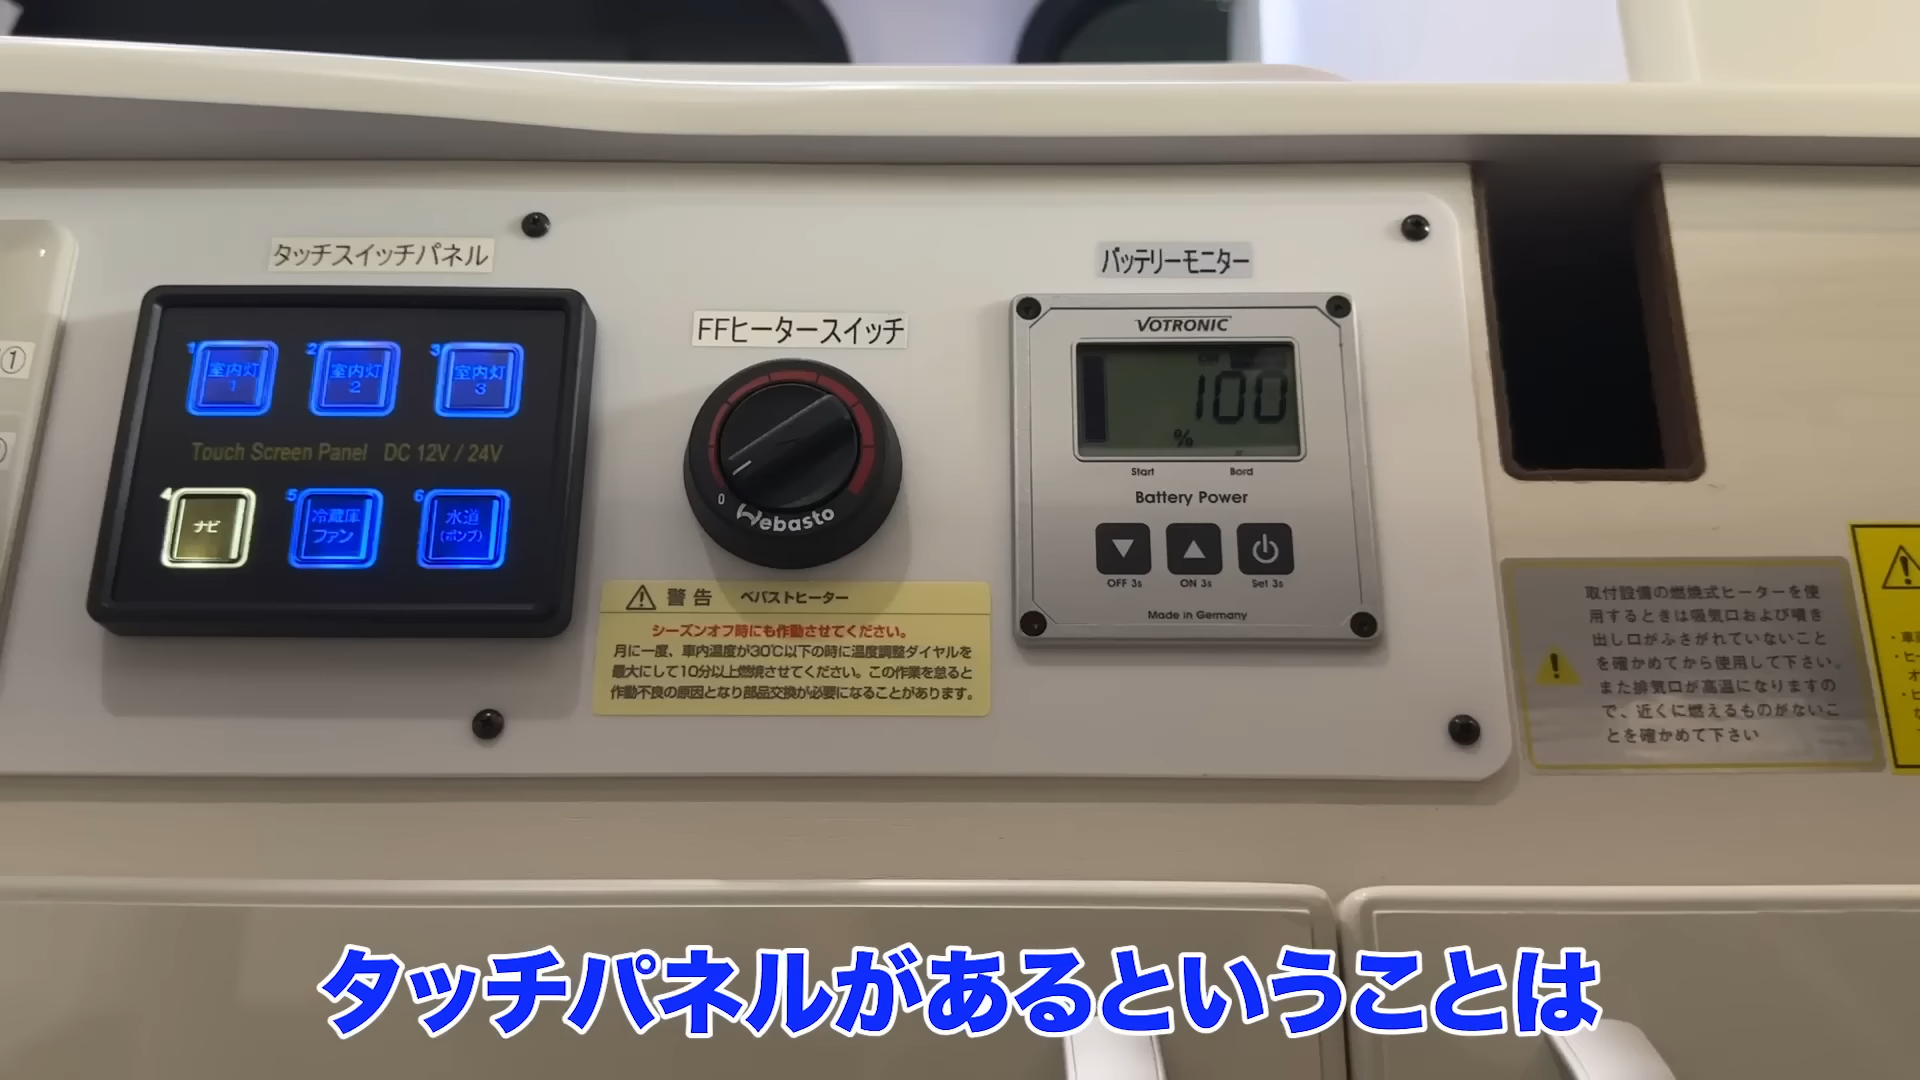 タッチスイッチパネル
1 室内灯 1
2 室内灯 2
3 室内灯 3
Touch Screen Panel DC 12V / 24V
4 ナビ
5 冷蔵庫 ファン
6 水道 (ポンプ)
FFヒータースイッチ
0
Webasto
警告 ベバストヒーター
シーズンオフ時にも作動させてください。
月に一度、車内温度が30℃以下の時に温度調整ダイヤルを
最大にして10分以上燃焼させてください。この作業を怠ると
作動不良の原因となり部品交換が必要になることがあります。
バッテリーモニター
VOTRONIC
100
%
Start Bord
Battery Power
OFF 3s ON 3s Set 3s
Made in Germany
取付設備の燃焼式ヒーターを使
用するときは吸気口および噴き
出し口がふさがれていないこと
を確かめてから使用して下さい。
また排気口が高温になりますの
で、近くに燃えるものがないこ
とを確かめて下さい
①
タッチパネルがあるということは